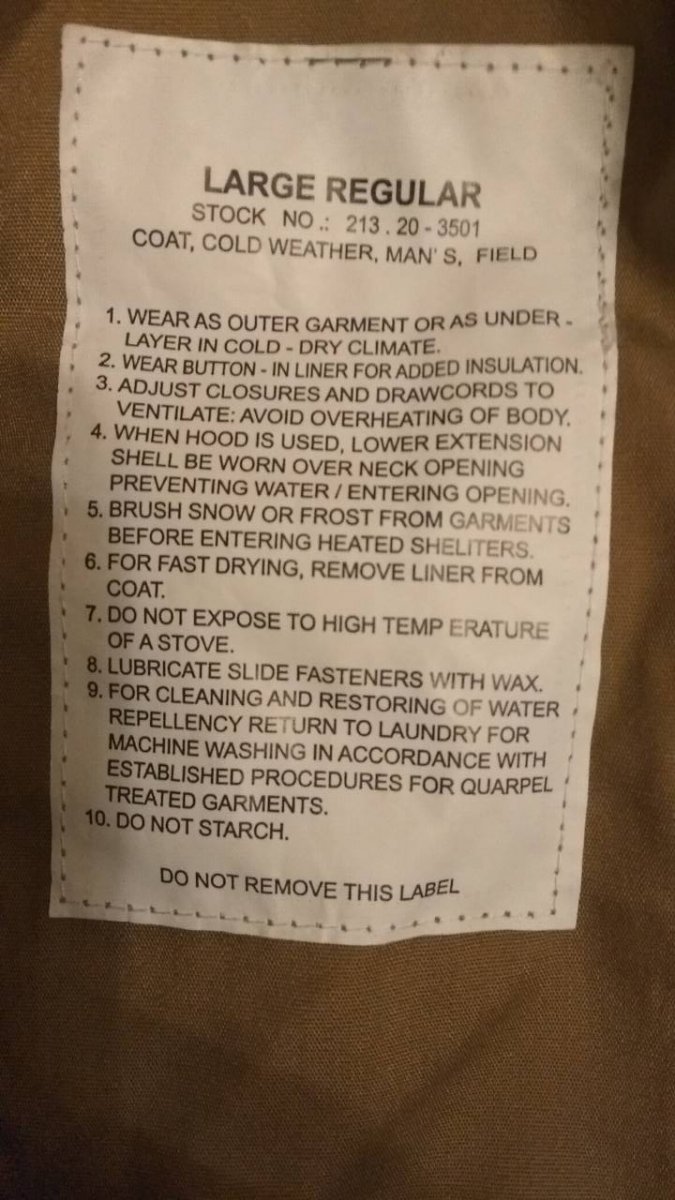 LARGE REGULAR
STOCK NO.: 213.20-3501
COAT, COLD WEATHER, MAN'S, FIELD
1. WEAR AS OUTER GARMENT OR AS UNDER -
LAYER IN COLD - DRY CLIMATE.
2. WEAR BUTTON - IN LINER FOR ADDED INSULATION.
3. ADJUST CLOSURES AND DRAWCORDS TO
VENTILATE: AVOID OVERHEATING OF BODY.
4. WHEN HOOD IS USED, LOWER EXTENSION
SHELL BE WORN OVER NECK OPENING
PREVENTING WATER / ENTERING OPENING.
5. BRUSH SNOW OR FROST FROM GARMENTS
BEFORE ENTERING HEATED SHELITERS.
6. FOR FAST DRYING, REMOVE LINER FROM
COAT.
7. DO NOT EXPOSE TO HIGH TEMP ERATURE
OF A STOVE.
8. LUBRICATE SLIDE FASTENERS WITH WAX.
9. FOR CLEANING AND RESTORING OF WATER
REPELLENCY RETURN TO LAUNDRY FOR
MACHINE WASHING IN ACCORDANCE WITH
ESTABLISHED PROCEDURES FOR QUARPEL
TREATED GARMENTS.
10. DO NOT STARCH.
DO NOT REMOVE THIS LABEL